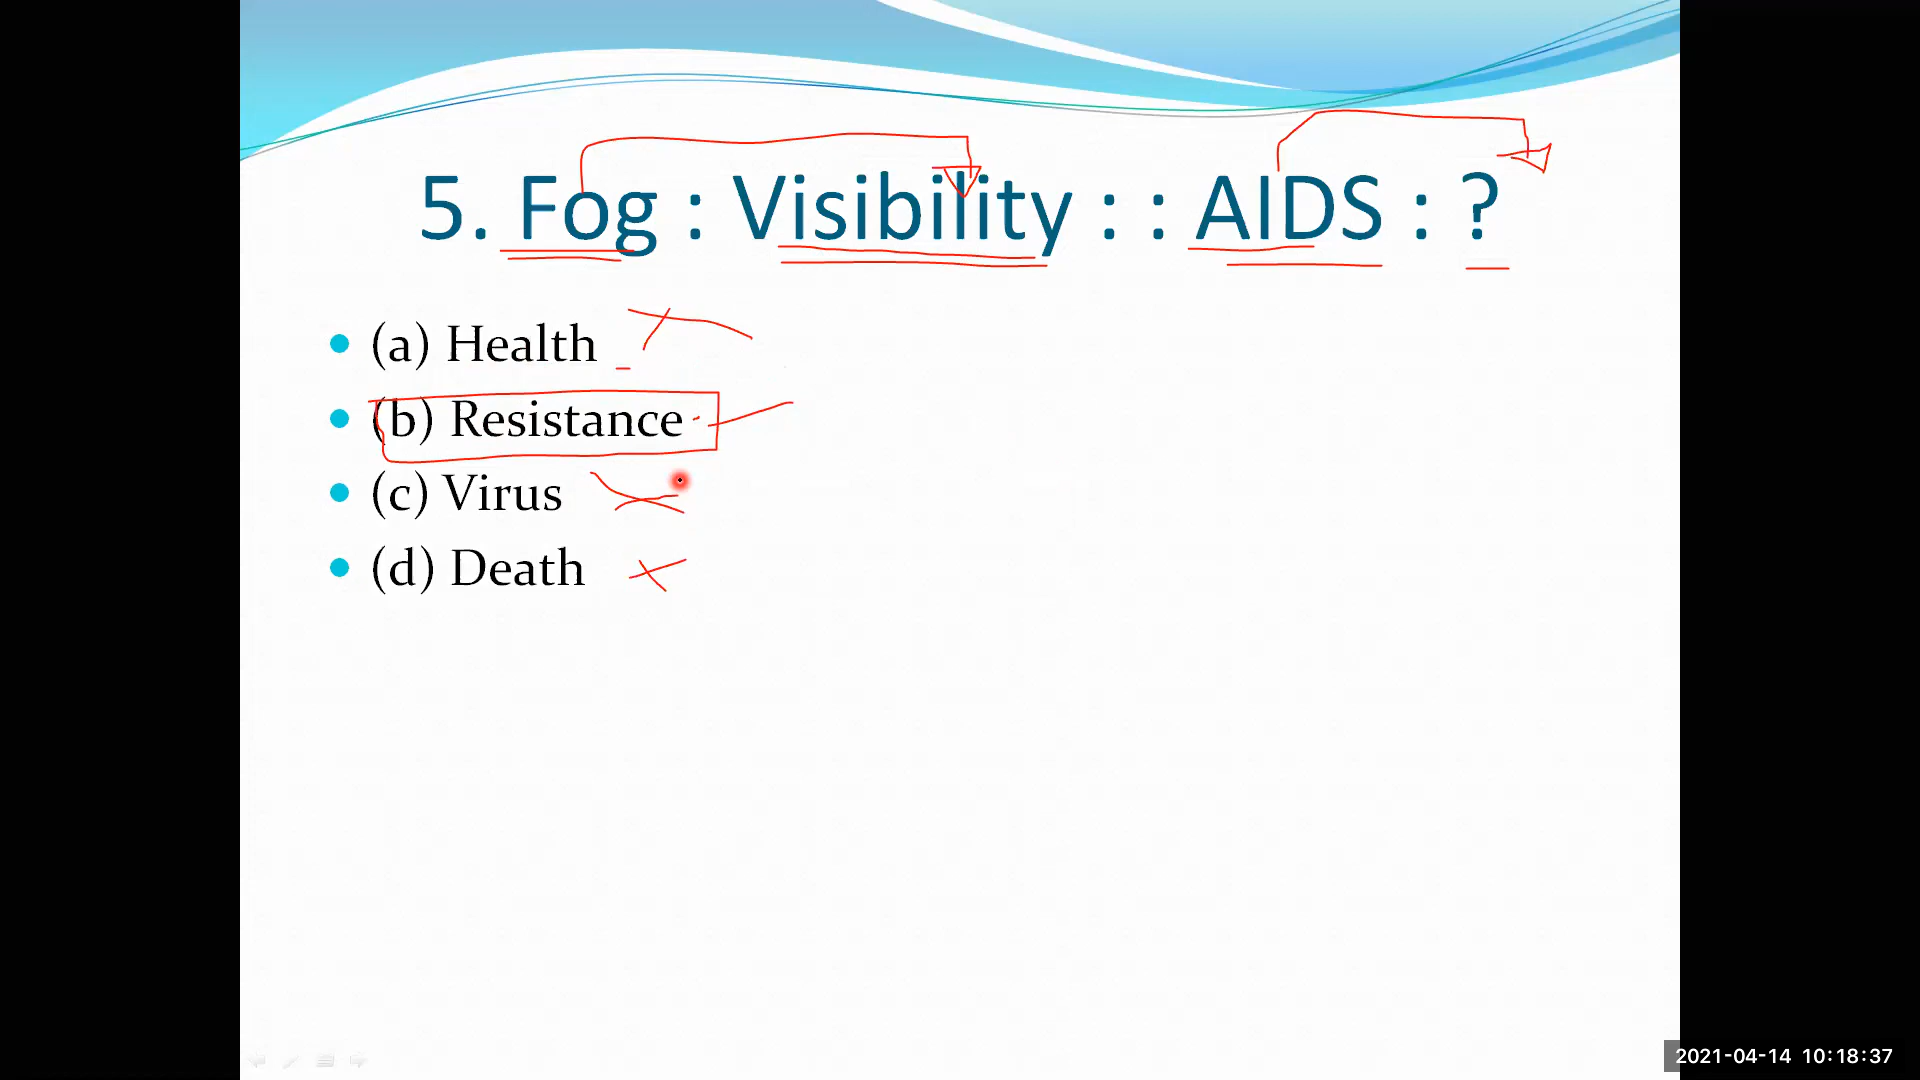 5. Fog : Visibility : : AIDS : ?
(a) Health
(b) Resistance
(c) Virus
(d) Death
2021-04-14 10:18:37